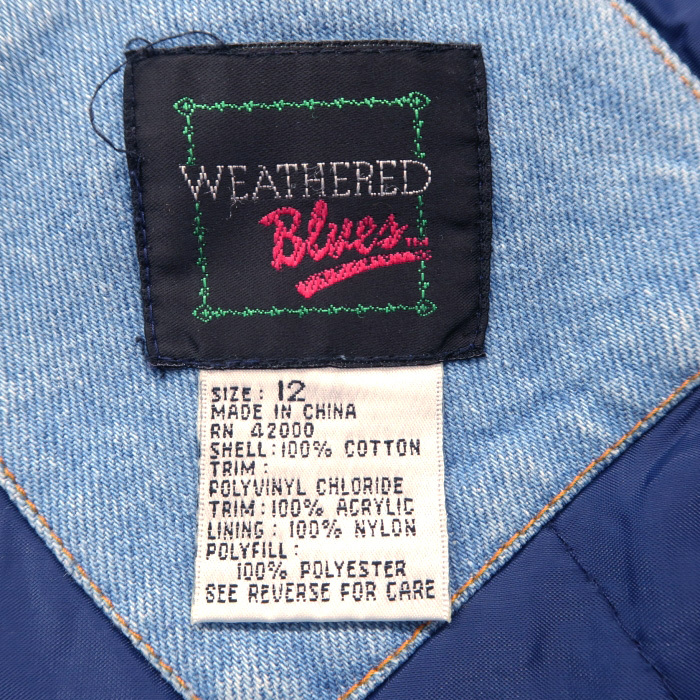 WEATHERED
Blues TM
SIZE: 12
MADE IN CHINA
RN 42000
SHELL:100% COTTON
TRIM:
POLYVINYL CHLORIDE
TRIM:100% ACRYLIC
LINING: 100% NYLON
POLYFILL:
100% POLYESTER
SEE REVERSE FOR CARE